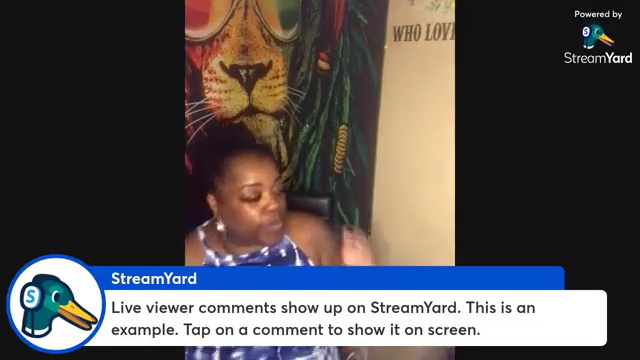 Powered by
StreamYard
WHO LOVE
StreamYard
Live viewer comments show up on StreamYard. This is an
example. Tap on a comment to show it on screen.